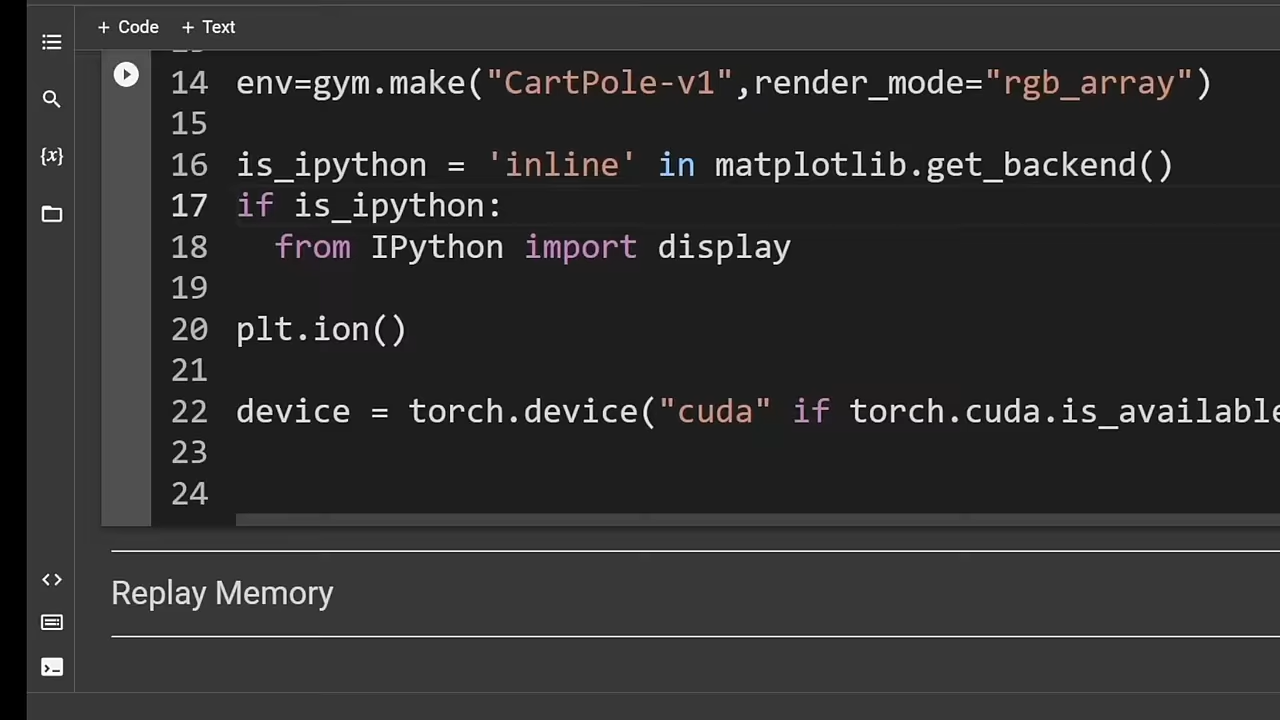 + Code + Text
14 env=gym.make("CartPole-v1",render_mode="rgb_array")
15
16 is_ipython = 'inline' in matplotlib.get_backend()
17 if is_ipython:
18 from IPython import display
19
20 plt.ion()
21
22 device = torch.device("cuda" if torch.cuda.is_available
23
24
Replay Memory